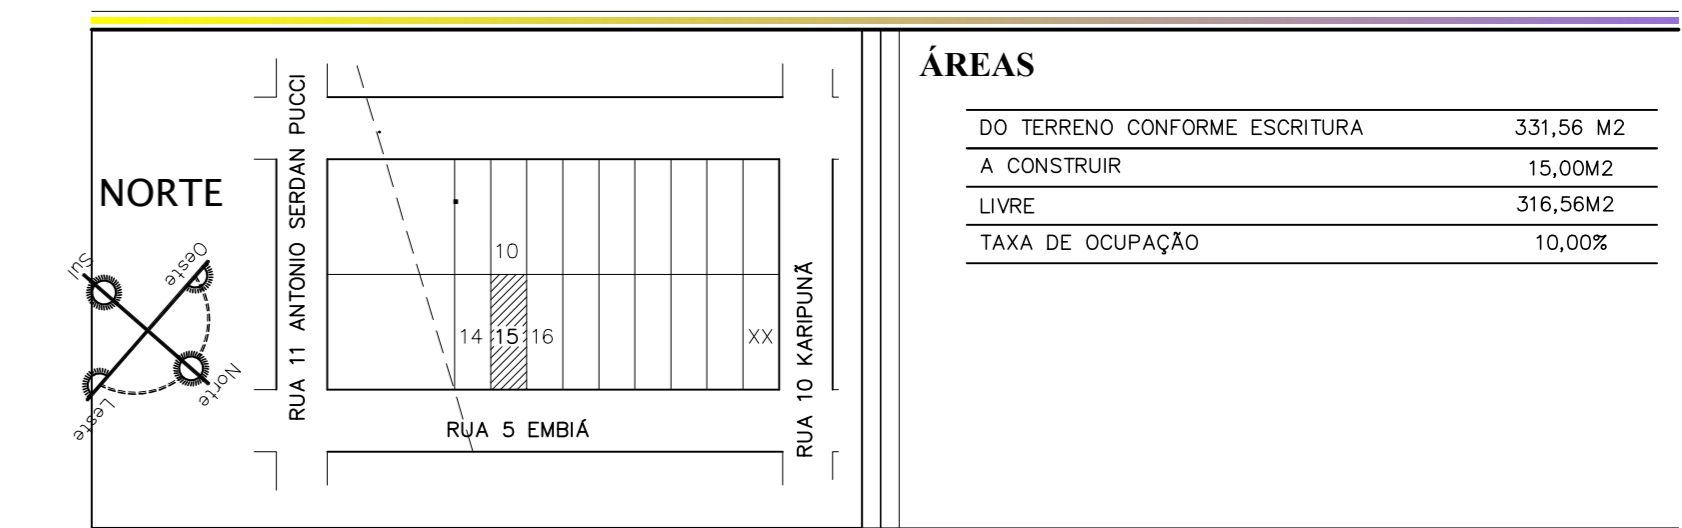 ÁREAS
DO TERRENO CONFORME ESCRITURA 331,56 M2
A CONSTRUIR 15,00M2
LIVRE 316,56M2
TAXA DE OCUPAÇÃO 10,00%
NORTE
Sul
Oeste
Norte
Leste
RUA 11 ANTONIO SERDAN PUCCI
10
14 15 16 XX
RUA 5 EMBIÁ
RUA 10 KARIPUNÃ